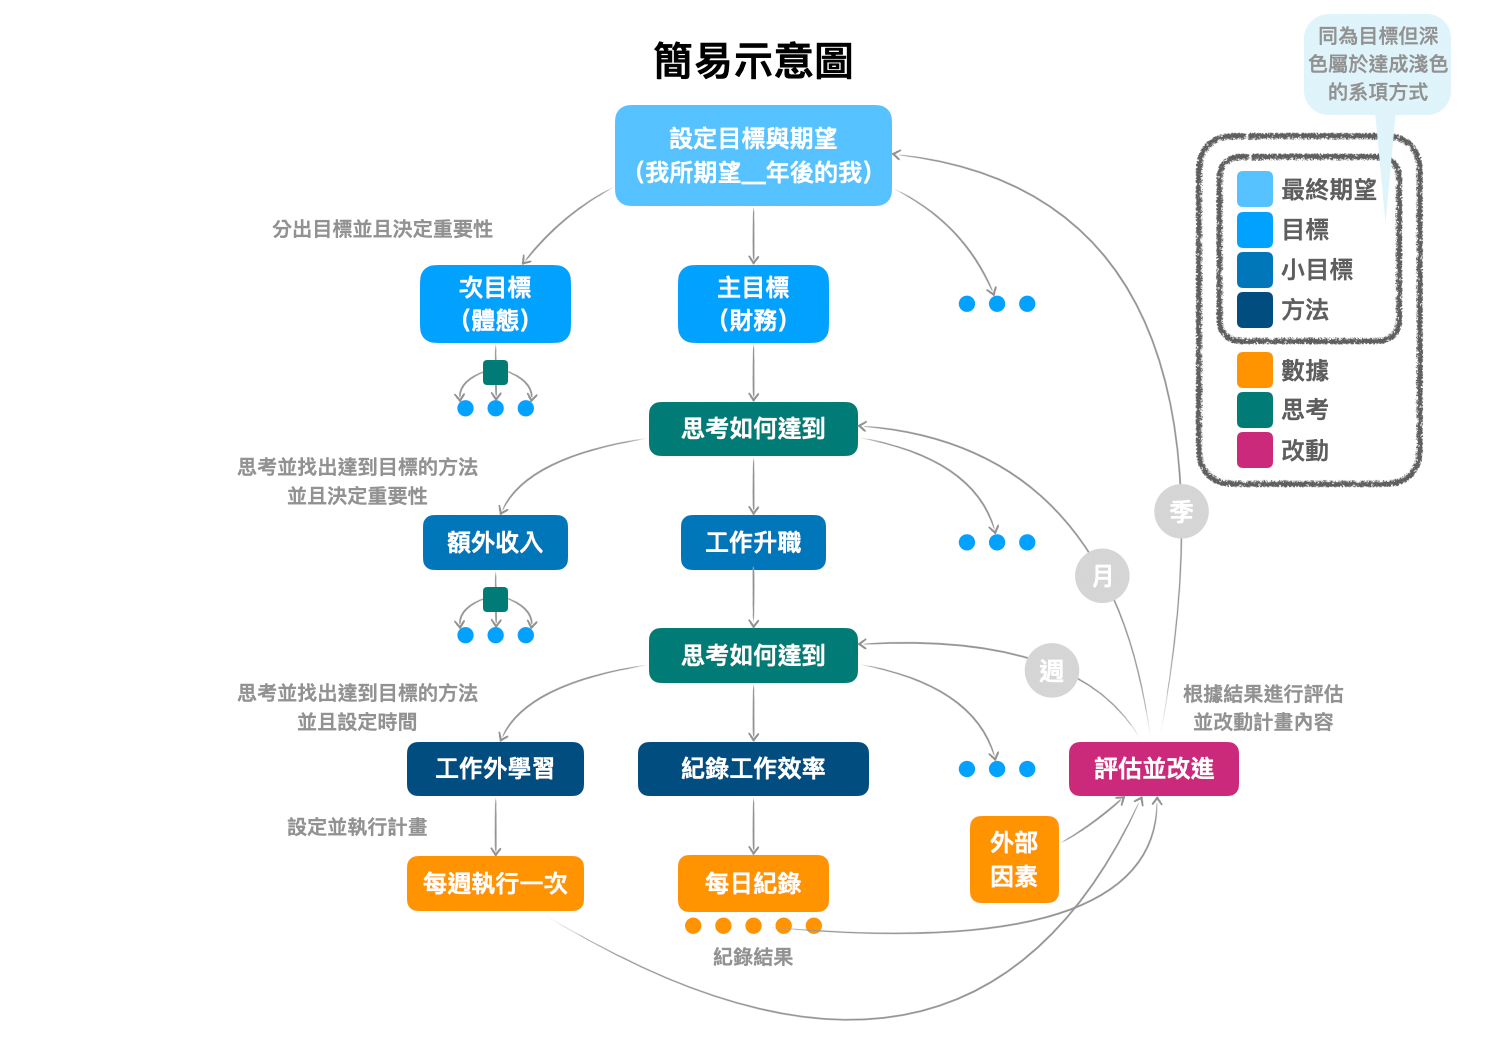 簡易示意圖
同為目標但深
色屬於達成淺色
的系項方式
設定目標與期望
（我所期望__年後的我）
最終期望
目標
小目標
方法
數據
思考
改動
分出目標並且決定重要性
次目標
（體態）
主目標
（財務）
思考如何達到
思考並找出達到目標的方法
並且決定重要性
季
額外收入
工作升職
月
思考如何達到
週
思考並找出達到目標的方法
並且設定時間
根據結果進行評估
並改動計畫內容
工作外學習
紀錄工作效率
評估並改進
設定並執行計畫
外部
因素
每週執行一次
每日紀錄
紀錄結果